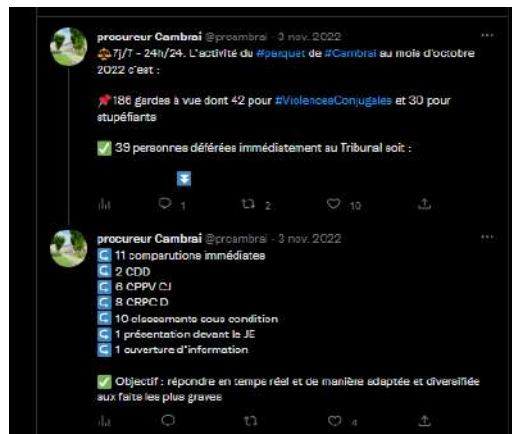 procureur Cambrai @procambrai · 3 nov. 2022
7j/7 - 24h/24. L'activité du #parquet de #Cambrai au mois d'octobre
2022 c'est :
186 gardes à vue dont 42 pour #ViolencesConjugales et 30 pour
stupéfiants
39 personnes déférées immédiatement au Tribunal soit :
1 2 10
procureur Cambrai @procambrai · 3 nov. 2022
11 comparutions immédiates
2 CDD
6 CPPV CJ
8 CRPC D
10 classements sous condition
1 présentation devant le JE
1 ouverture d'information
Objectif : répondre en temps réel et de manière adaptée et diversifiée
aux faits les plus graves
4